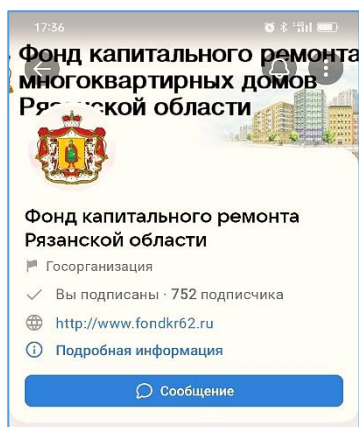 17:36
Фонд капитального ремонта
многоквартирных домов
Рязанской области
Фонд капитального ремонта
Рязанской области
Госорганизация
Вы подписаны · 752 подписчика
http://www.fondkr62.ru
Подробная информация
Сообщение